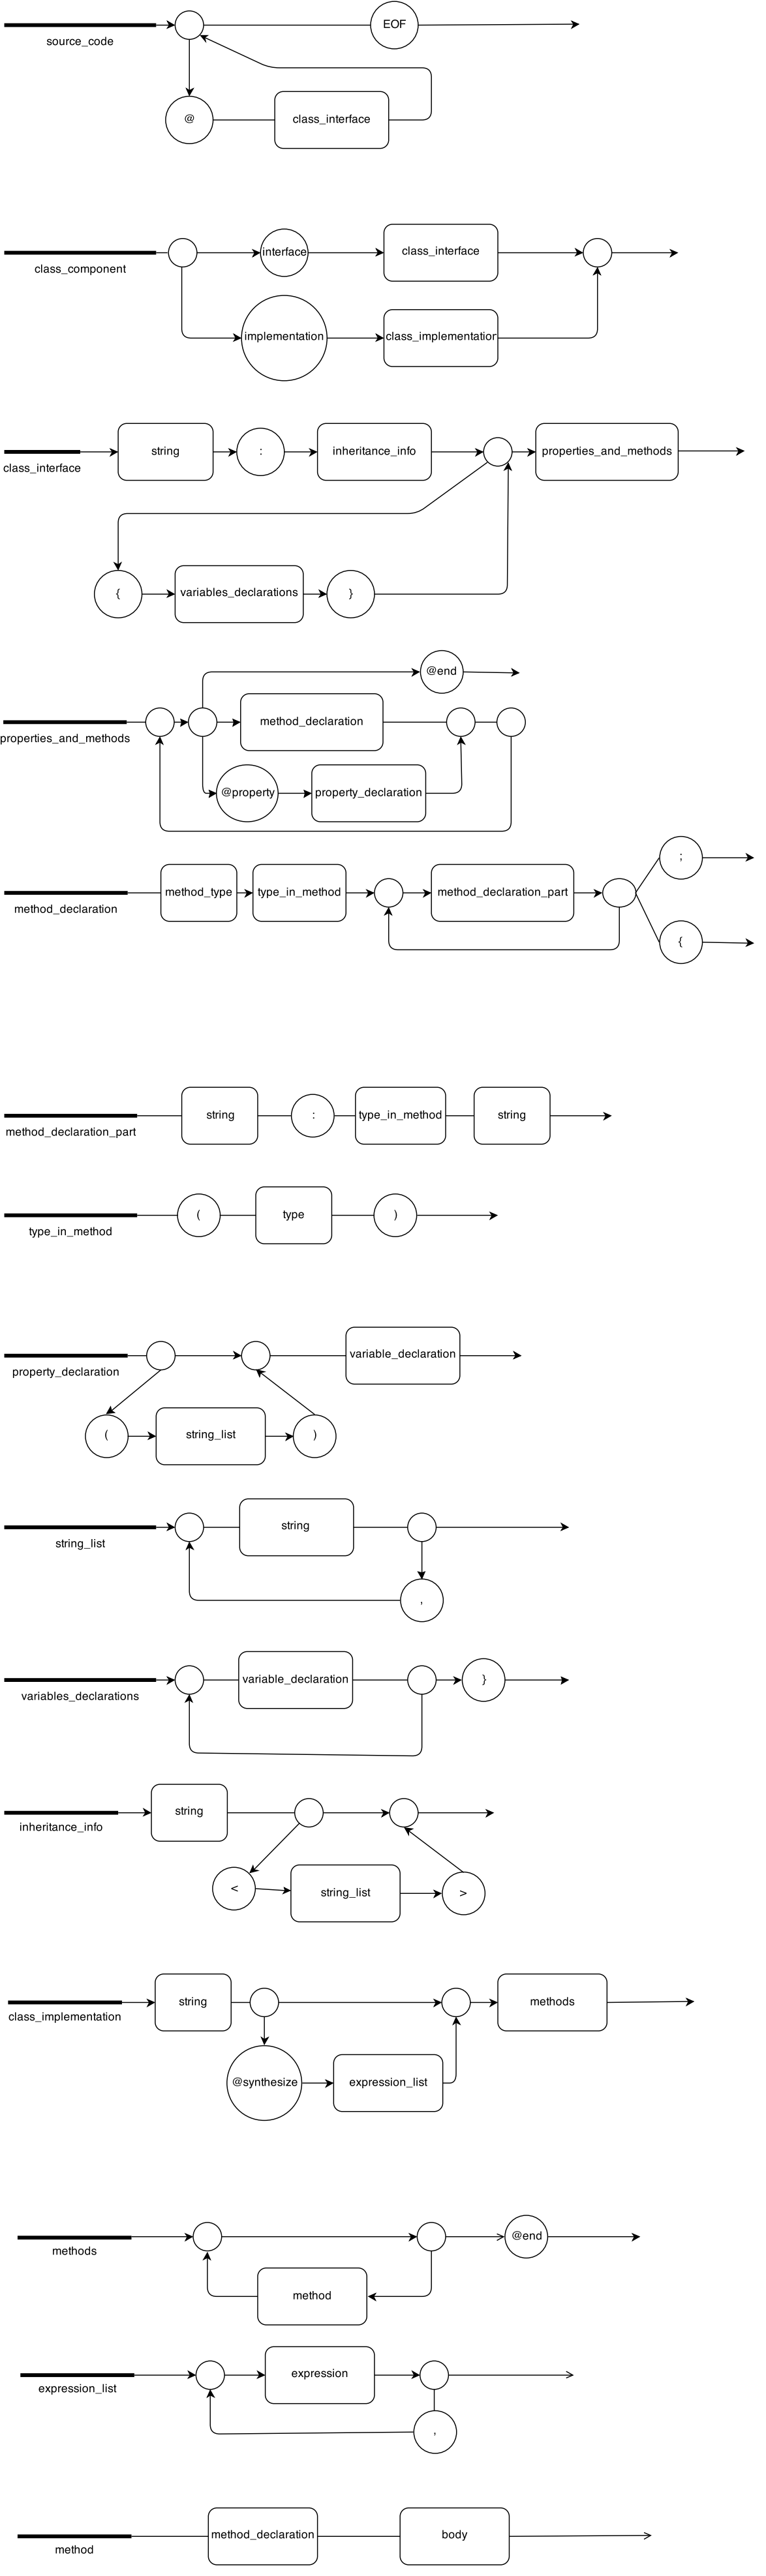 EOF
source_code
@
class_interface
interface
class_interface
class_component
implementation
class_implementation
string
:
inheritance_info
properties_and_methods
class_interface
{
variables_declarations
}
@end
method_declaration
properties_and_methods
@property
property_declaration
;
method_type
type_in_method
method_declaration_part
method_declaration
{
string
:
type_in_method
string
method_declaration_part
(
type
)
type_in_method
variable_declaration
property_declaration
(
string_list
)
string
string_list
,
variable_declaration
}
variables_declarations
string
inheritance_info
<
string_list
>
string
methods
class_implementation
@synthesize
expression_list
@end
methods
method
expression
expression_list
,
method_declaration
body
method